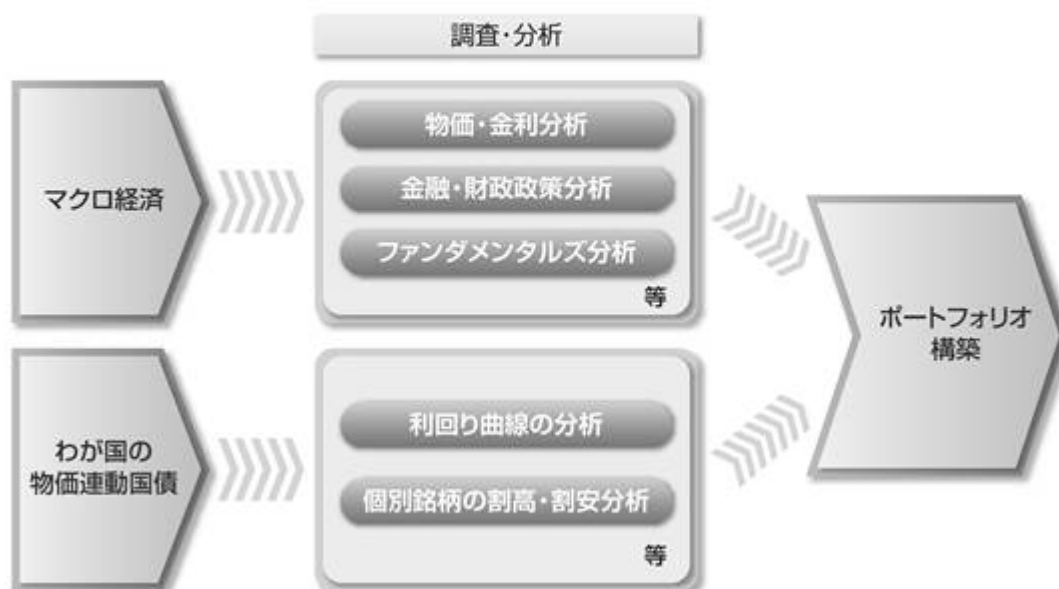 調査・分析
マクロ経済
物価・金利分析
金融・財政政策分析
ファンダメンタルズ分析
等
わが国の
物価連動国債
利回り曲線の分析
個別銘柄の割高・割安分析
等
ポートフォリオ
構築